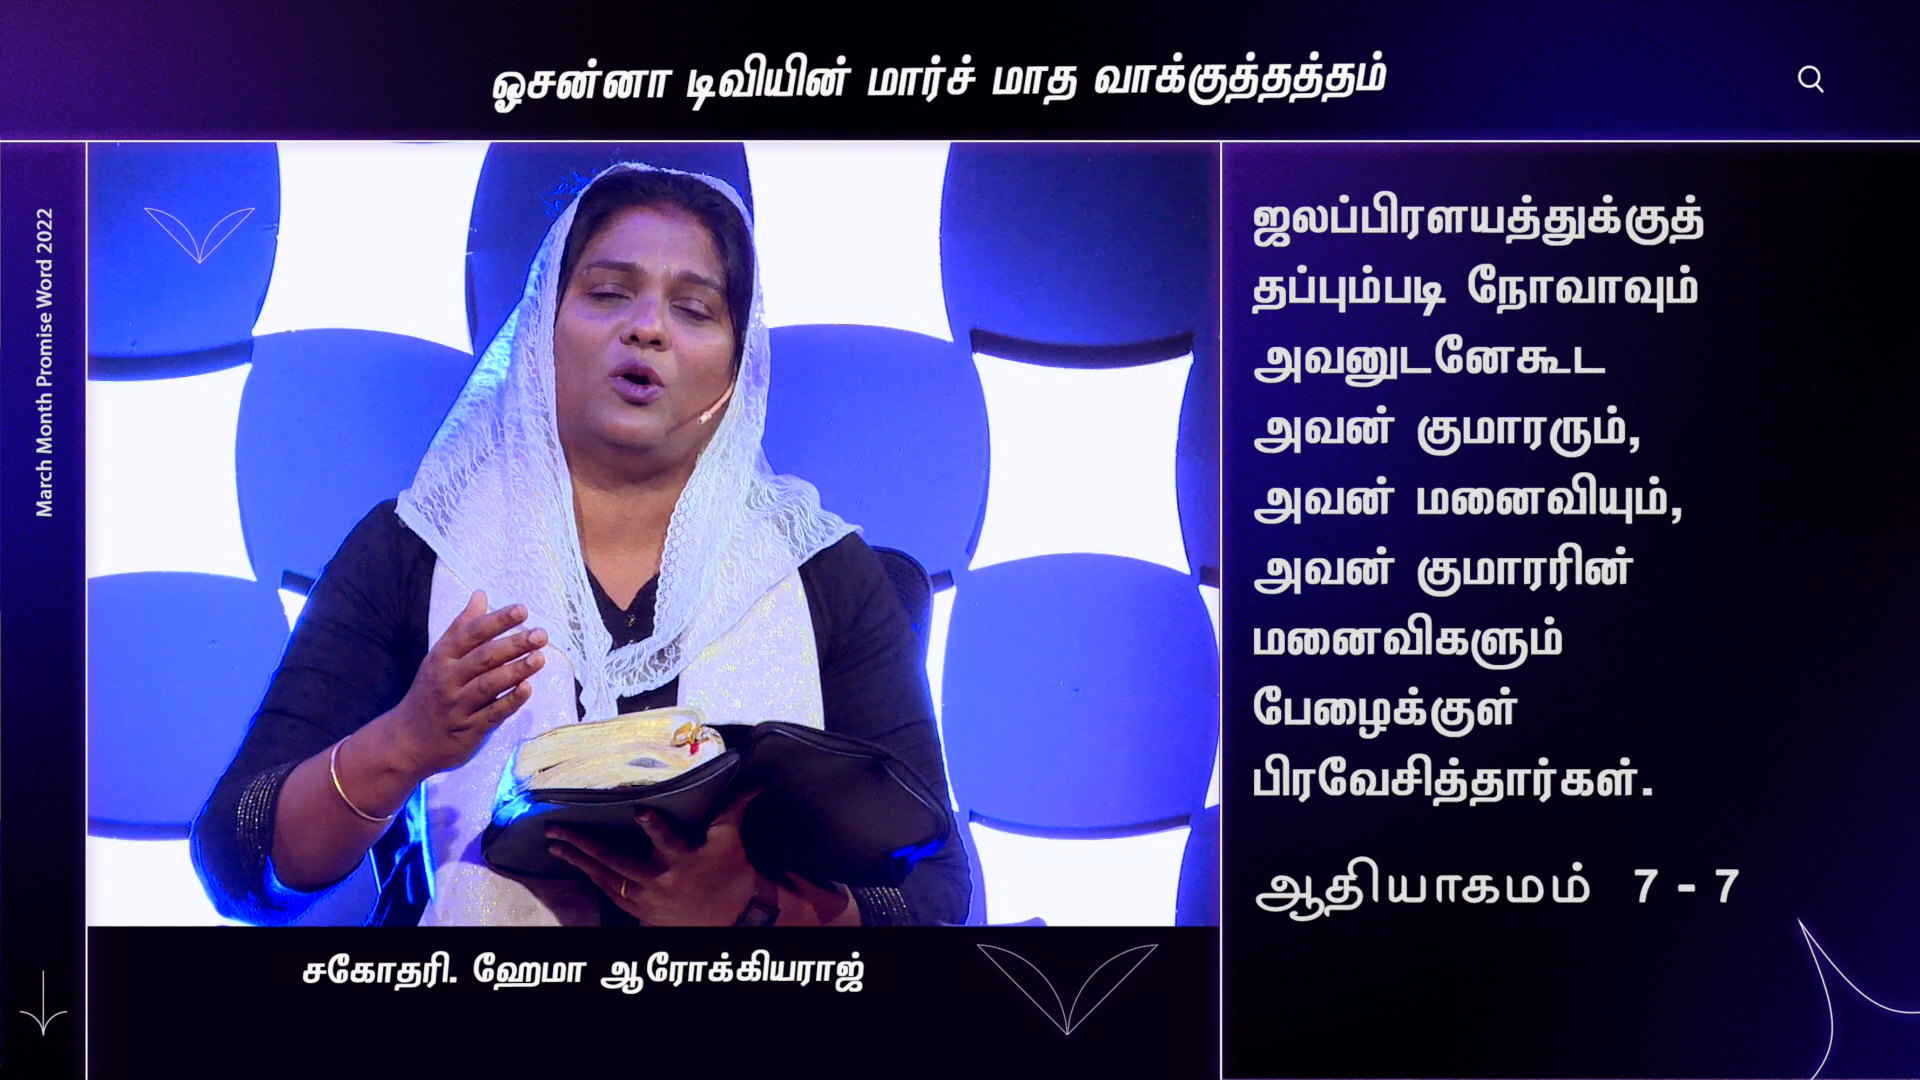 ஓசன்னா டிவியின் மார்ச் மாத வாக்குத்தத்தம்
March Month Promise Word 2022
ஜலப்பிரளயத்துக்குத்
தப்பும்படி நோவாவும்
அவனுடனேகூட
அவன் குமாரரும்,
அவன் மனைவியும்,
அவன் குமாரரின்
மனைவிகளும்
பேழைக்குள்
பிரவேசித்தார்கள்.
ஆதியாகமம் 7 - 7
சகோதரி. ஹேமா ஆரோக்கியராஜ்